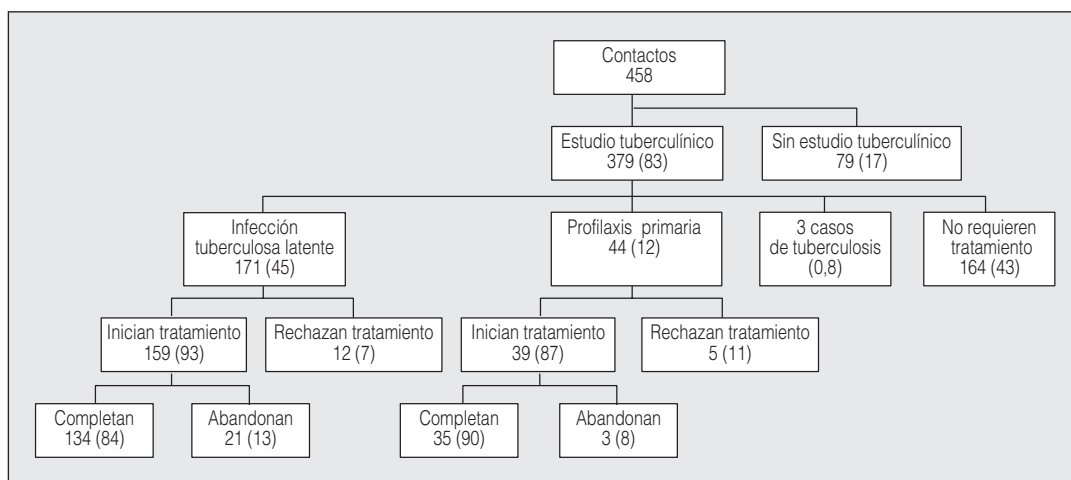 Contactos
458
Estudio tuberculínico
379 (83)
Sin estudio tuberculínico
79 (17)
Infección
tuberculosa latente
171 (45)
Profilaxis primaria
44 (12)
3 casos
de tuberculosis
(0,8)
No requieren
tratamiento
164 (43)
Inician tratamiento
159 (93)
Rechazan tratamiento
12 (7)
Inician tratamiento
39 (87)
Rechazan tratamiento
5 (11)
Completan
134 (84)
Abandonan
21 (13)
Completan
35 (90)
Abandonan
3 (8)